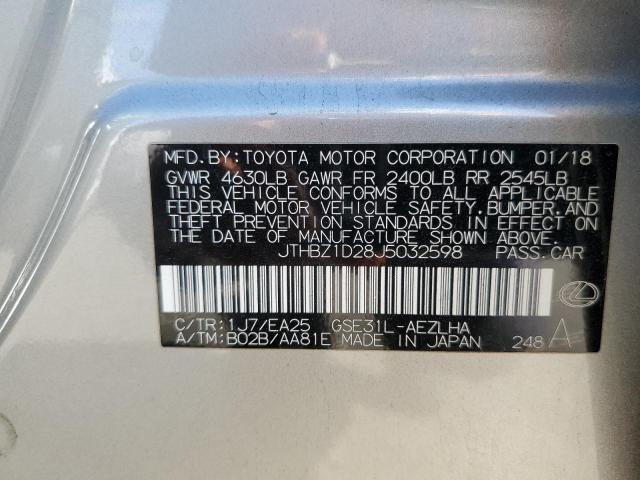 MFD.BY:TOYOTA MOTOR CORPORATION 01/18
GVWR 4630LB GAWR FR 2400LB RR 2545LB
THIS VEHICLE CONFORMS TO ALL APPLICABLE
FEDERAL MOTOR VEHICLE SAFETY,BUMPER,AND
THEFT PREVENTION STANDARDS IN EFFECT ON
THE DATE OF MANUFACTURE SHOWN ABOVE.
JTHBZ1D28J5032598 PASS.CAR
C/TR:1J7/EA25 GSE31L-AEZLHA
A/TM:B02B/AA81E MADE IN JAPAN 248 A